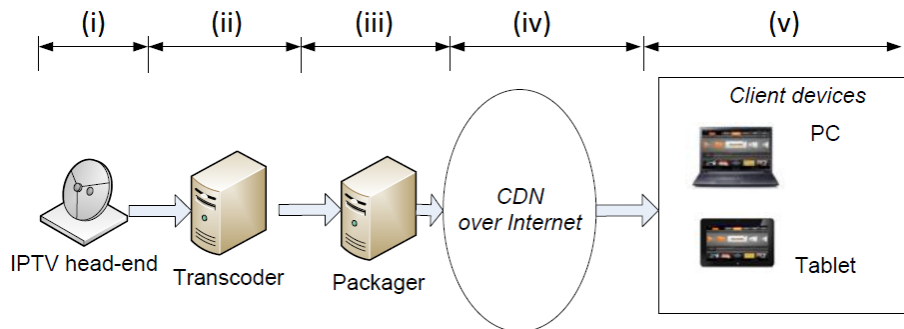 (i)
(ii)
(iii)
(iv)
(v)
Client devices
PC
CDN
over Internet
IPTV head-end
Transcoder
Packager
Tablet